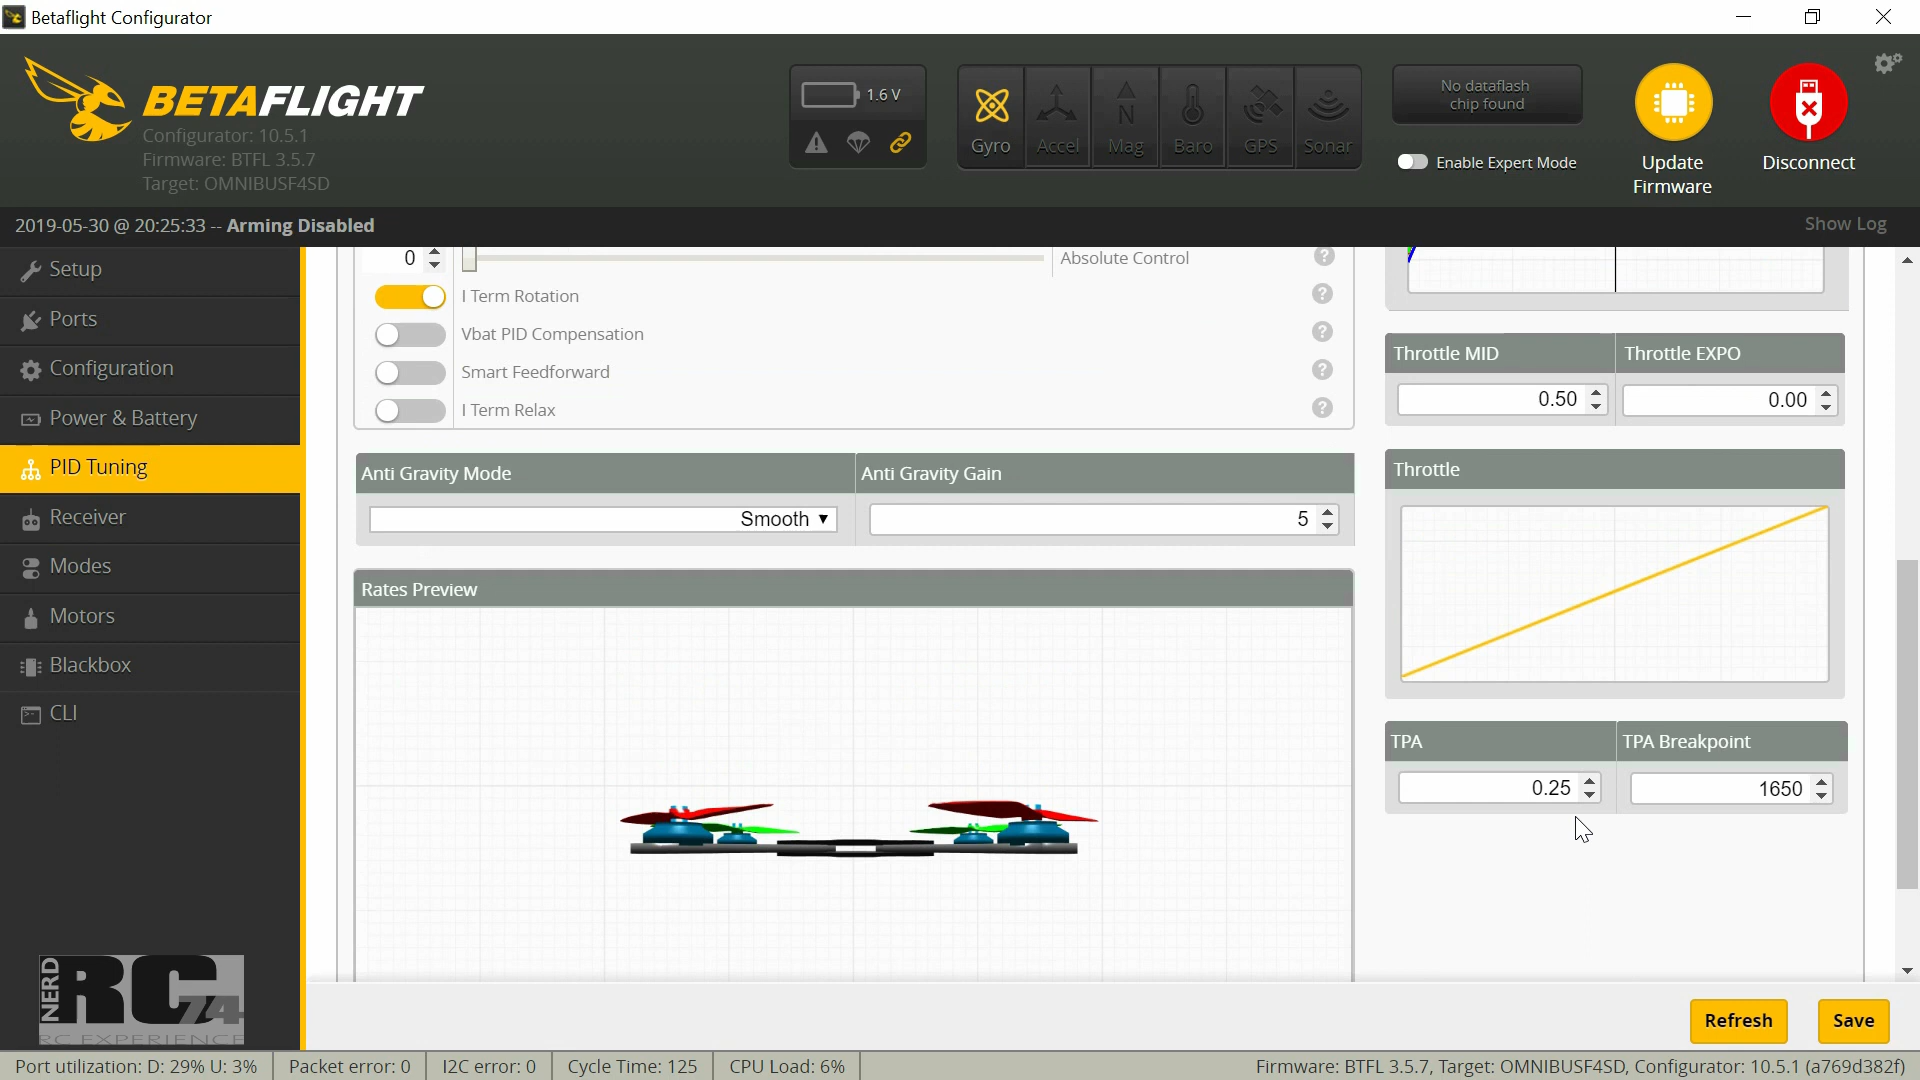 Betaflight Configurator
BETAFLIGHT
Configurator: 10.5.1
Firmware: BTFL 3.5.7
Target: OMNIBUSF4SD
1.6 V
Gyro
Accel
Mag
Baro
GPS
Sonar
No dataflash
chip found
Enable Expert Mode
Update
Firmware
Disconnect
2019-05-30 @ 20:25:33 -- Arming Disabled
Show Log
Setup
Ports
Configuration
Power & Battery
PID Tuning
Receiver
Modes
Motors
Blackbox
CLI
0
Absolute Control
I Term Rotation
Vbat PID Compensation
Smart Feedforward
I Term Relax
Anti Gravity Mode
Anti Gravity Gain
Smooth
5
Rates Preview
Throttle MID
Throttle EXPO
0.50
0.00
Throttle
TPA
TPA Breakpoint
0.25
1650
NERD
RC
74
RC EXPERIENCE
Refresh
Save
Port utilization: D: 29% U: 3%
Packet error: 0
I2C error: 0
Cycle Time: 125
CPU Load: 6%
Firmware: BTFL 3.5.7, Target: OMNIBUSF4SD, Configurator: 10.5.1 (a769d382f)